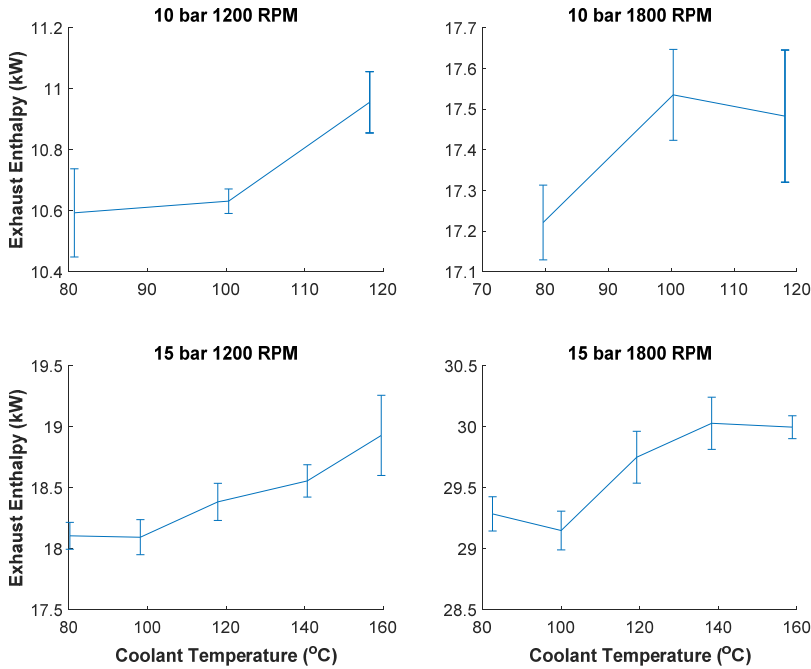 10 bar 1200 RPM
10 bar 1800 RPM
Exhaust Enthalpy (kW)
11.2
11
10.8
10.6
10.4
80 90 100 110 120
17.7
17.6
17.5
17.4
17.3
17.2
17.1
70 80 90 100 110 120
15 bar 1200 RPM
15 bar 1800 RPM
Exhaust Enthalpy (kW)
19.5
19
18.5
18
17.5
80 100 120 140 160
Coolant Temperature (°C)
30.5
30
29.5
29
28.5
80 100 120 140 160
Coolant Temperature (°C)